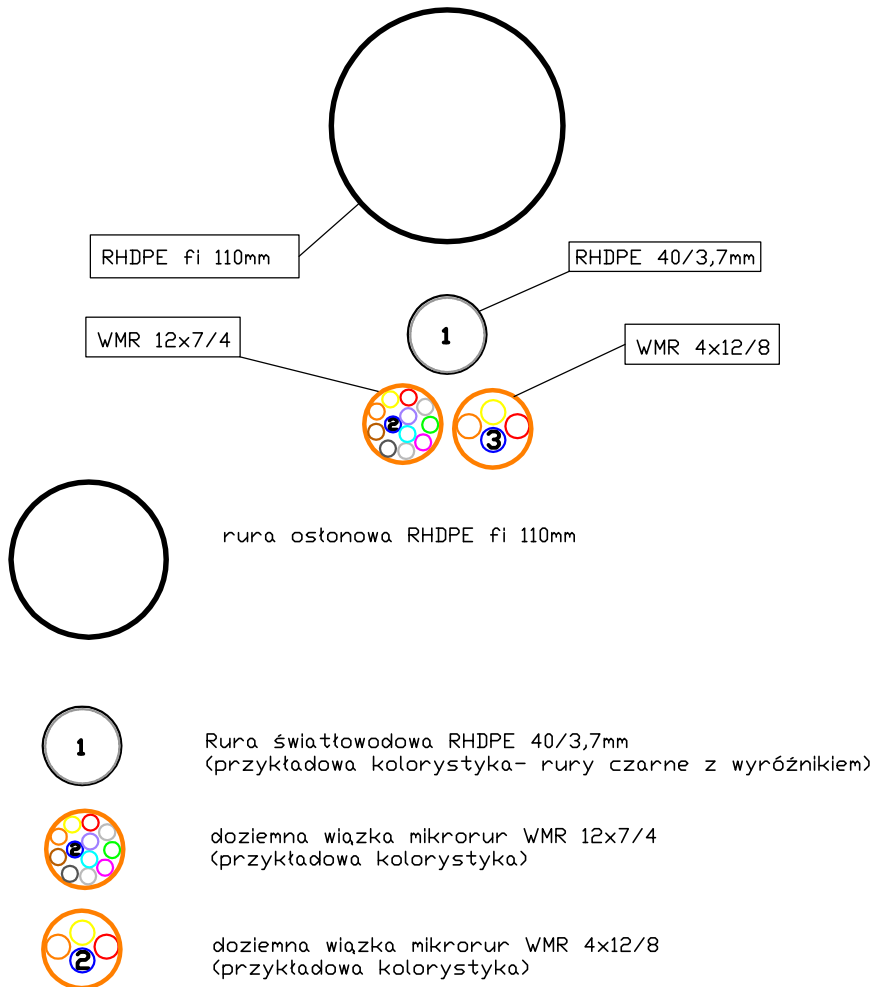 RHDPE fi 110mm
RHDPE 40/3,7mm
WMR 12x7/4
1
WMR 4x12/8
2
3
rura osłonowa RHDPE fi 110mm
1
Rura światłowodowa RHDPE 40/3,7mm
(przykładowa kolorystyka- rury czarne z wyróżnikiem)
2
doziemna wiązka mikrorur WMR 12x7/4
(przykładowa kolorystyka)
2
doziemna wiązka mikrorur WMR 4x12/8
(przykładowa kolorystyka)